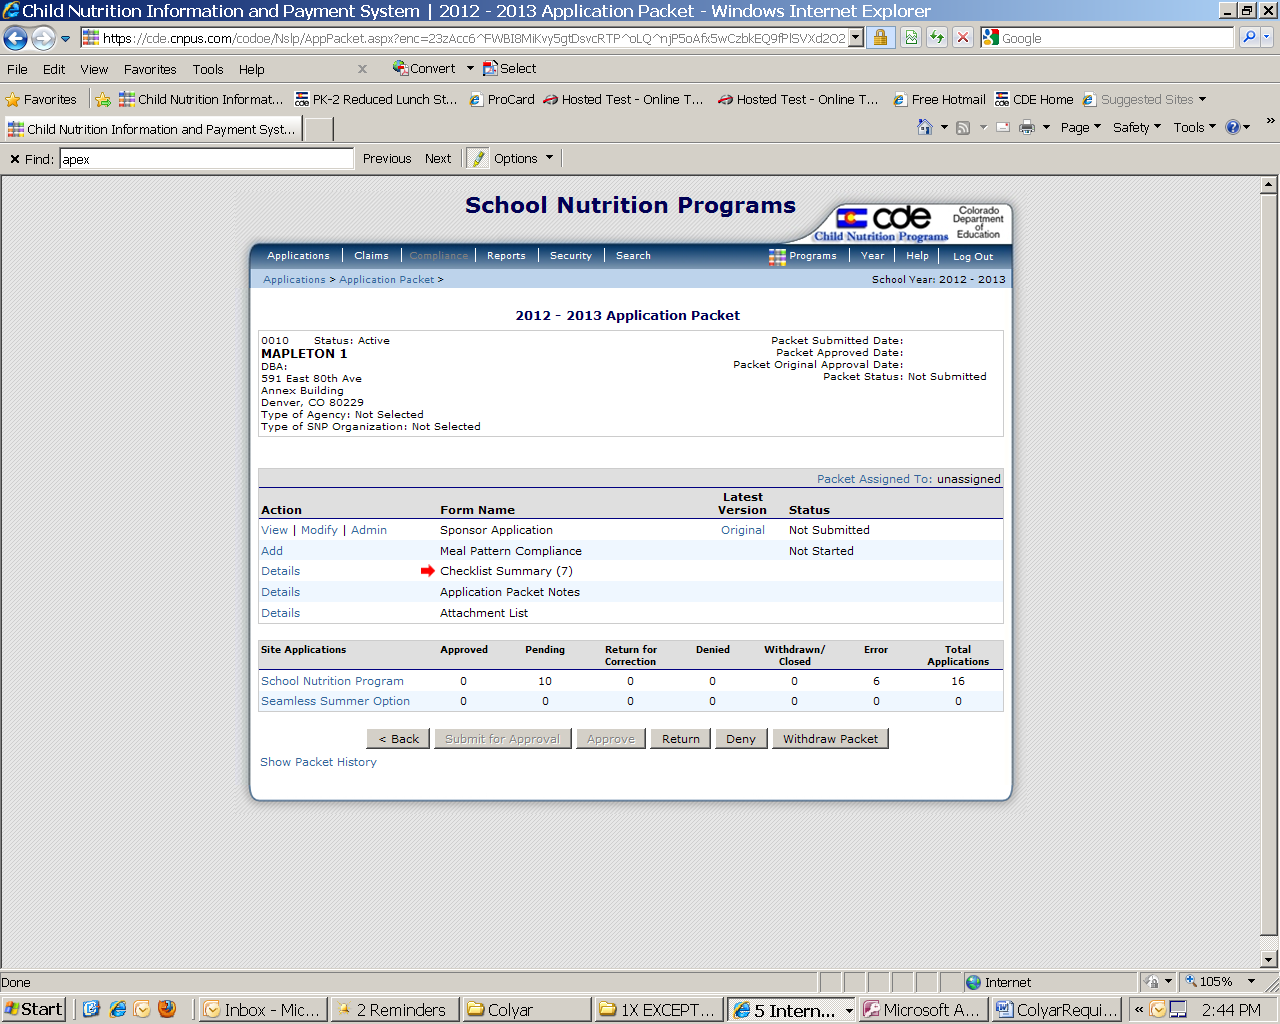 Child Nutrition Information and Payment System | 2012 - 2013 Application Packet - Windows Internet Explorer
https://cde.cnpus.com/codoe/Nslp/AppPacket.aspx?enc=23zAcc6^FWBI8MiKvy5gtDsvcRTP^oLQ^njP5oAfx5wCzbkEQ9fPlSVXd2O2 Google
File Edit View Favorites Tools Help x Convert Select
Favorites Child Nutrition Informat... PK-2 Reduced Lunch St... ProCard Hosted Test - Online T... Hosted Test - Online T... Free Hotmail CDE Home Suggested Sites
Child Nutrition Information and Payment Syst... Page Safety Tools »
x Find: apex Previous Next Options
School Nutrition Programs
cde Child Nutrition Programs
Colorado
Department
of
Education
Applications | Claims | Compliance | Reports | Security | Search Programs | Year | Help | Log Out
Applications > Application Packet > School Year: 2012 - 2013
2012 - 2013 Application Packet
0010 Status: Active Packet Submitted Date:
MAPLETON 1 Packet Approved Date:
DBA: Packet Original Approval Date:
591 East 80th Ave Packet Status: Not Submitted
Annex Building
Denver, CO 80229
Type of Agency: Not Selected
Type of SNP Organization: Not Selected
Packet Assigned To: unassigned
Action Form Name Latest Version Status
View | Modify | Admin Sponsor Application Original Not Submitted
Add Meal Pattern Compliance Not Started
Details Checklist Summary (7)
Details Application Packet Notes
Details Attachment List
Site Applications Approved Pending Return for Correction Denied Withdrawn/ Closed Error Total Applications
School Nutrition Program 0 10 0 0 0 6 16
Seamless Summer Option 0 0 0 0 0 0 0
< Back Submit for Approval Approve Return Deny Withdraw Packet
Show Packet History
Done Internet 105%
Start Inbox - Mic... 2 Reminders Colyar 1X EXCEPT... 5 Intern... Microsoft A... ColyarRequi... « 2:44 PM